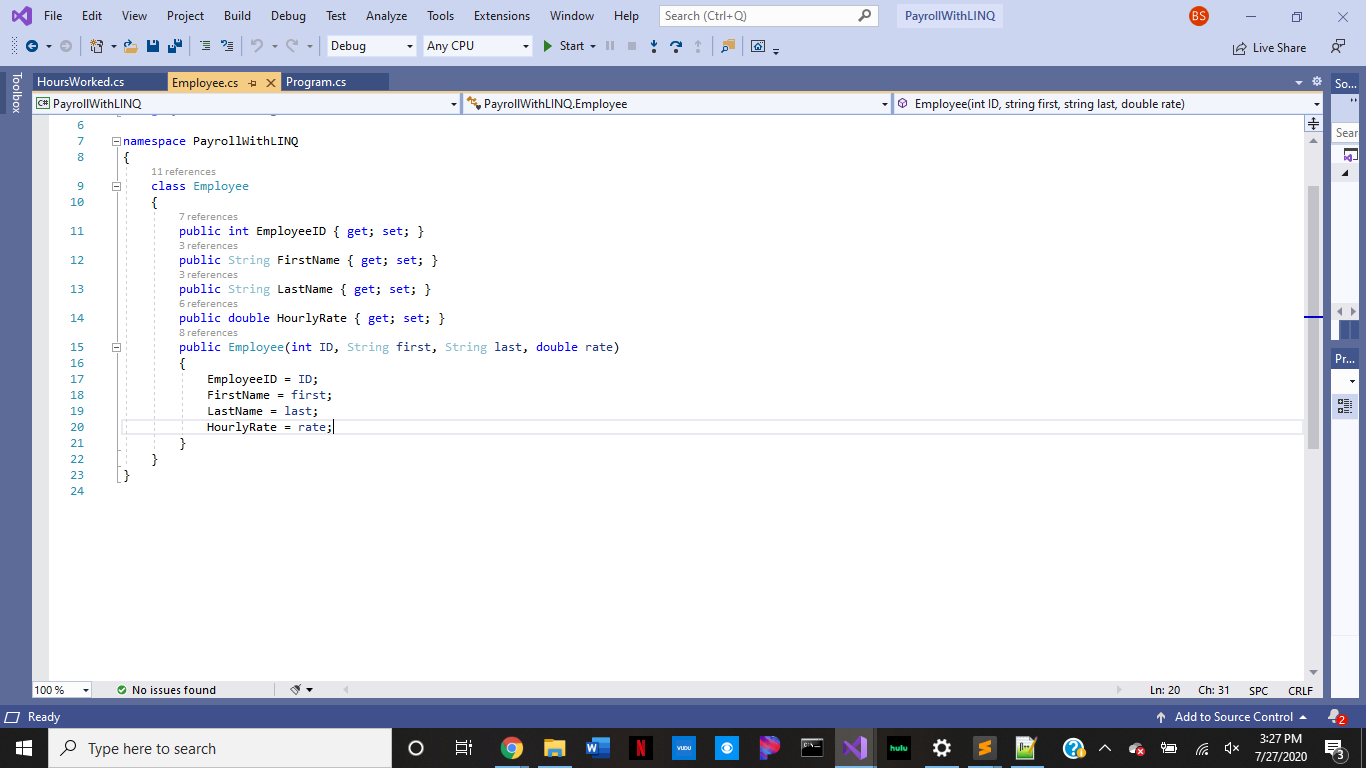 File Edit View Project Build Debug Test Analyze Tools Extensions Window Help Search (Ctrl+Q) PayrollWithLINQ BS
Debug Any CPU Start Live Share
Toolbox
HoursWorked.cs Employee.cs Program.cs So...
C# PayrollWithLINQ PayrollWithLINQ.Employee Employee(int ID, string first, string last, double rate)
6
Sear
7 namespace PayrollWithLINQ
8 {
11 references
9 class Employee
10 {
7 references
11 public int EmployeeID { get; set; }
3 references
12 public String FirstName { get; set; }
3 references
13 public String LastName { get; set; }
6 references
14 public double HourlyRate { get; set; }
8 references
15 public Employee(int ID, String first, String last, double rate)
Pr...
16 {
17 EmployeeID = ID;
18 FirstName = first;
19 LastName = last;
20 HourlyRate = rate;
21 }
22 }
23 }
24
100 % No issues found Ln: 20 Ch: 31 SPC CRLF
Ready Add to Source Control 2
Type here to search VUDU hulu 3:27 PM
7/27/2020 3